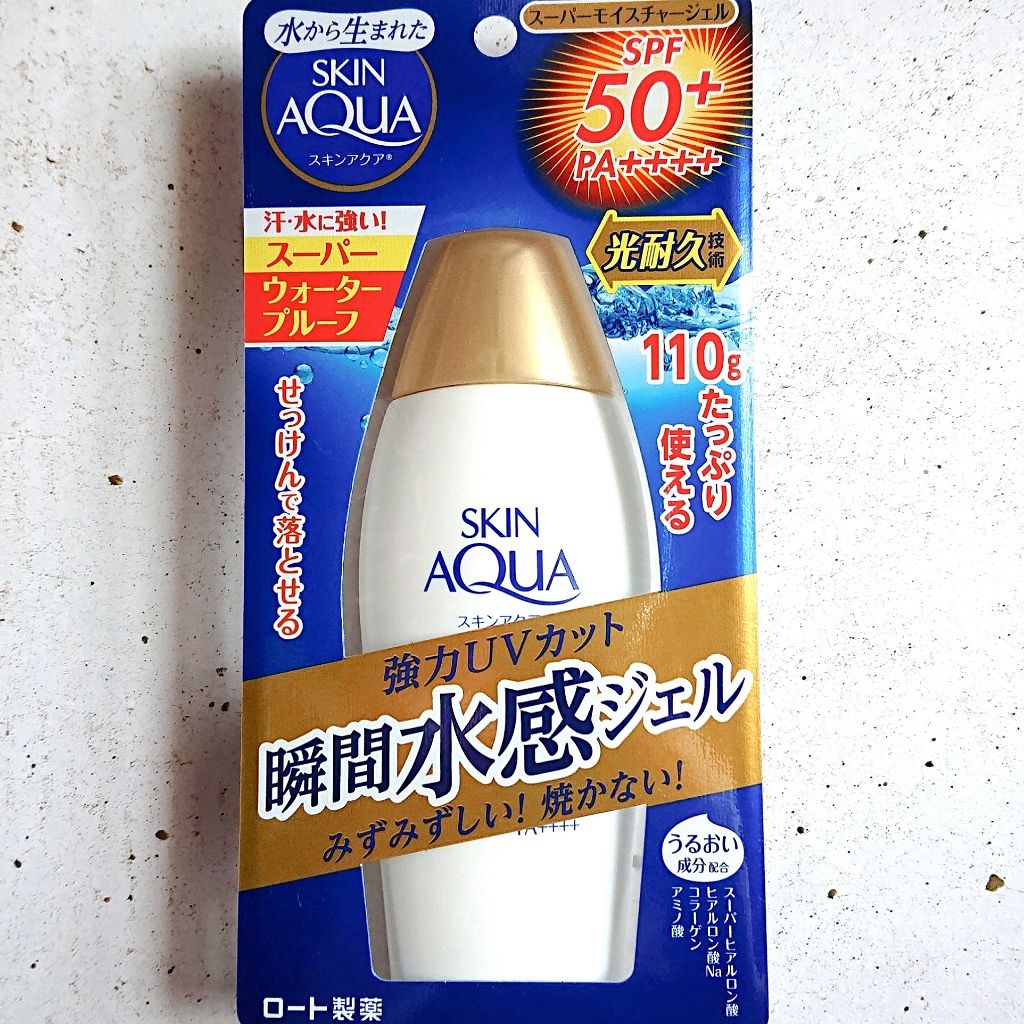 水から生まれた
SKIN
AQUA
スキンアクア®
スーパーモイスチャージェル
SPF
50+
PA++++
汗・水に強い!
スーパー
ウォーター
プルーフ
光耐久技術
110g
たっぷり
使える
せっけんで落とせる
SKIN
AQUA
スキンアクア
強力UVカット
瞬間水感ジェル
みずみずしい! 焼かない!
PA++++
うるおい
成分配合
スーパーヒアルロン酸
ヒアルロン酸Na
コラーゲン
アミノ酸
ロート製薬